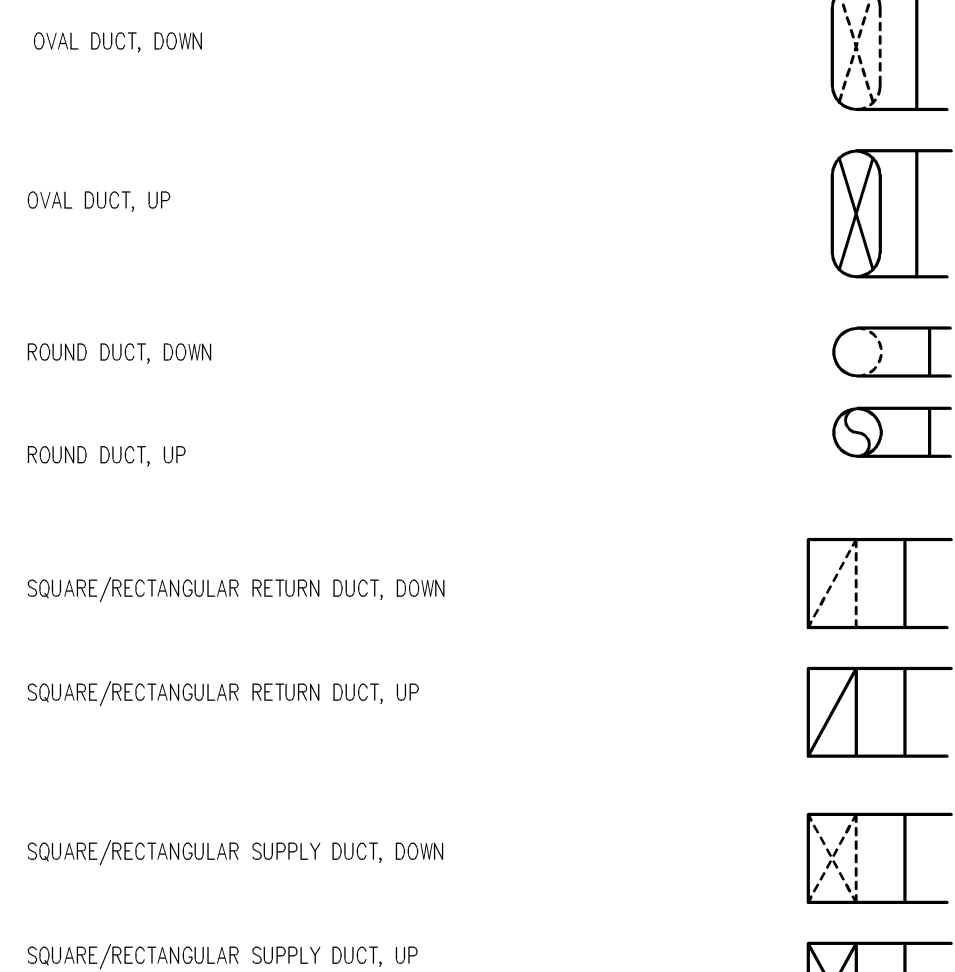 OVAL DUCT, DOWN
OVAL DUCT, UP
ROUND DUCT, DOWN
ROUND DUCT, UP
SQUARE/RECTANGULAR RETURN DUCT, DOWN
SQUARE/RECTANGULAR RETURN DUCT, UP
SQUARE/RECTANGULAR SUPPLY DUCT, DOWN
SQUARE/RECTANGULAR SUPPLY DUCT, UP